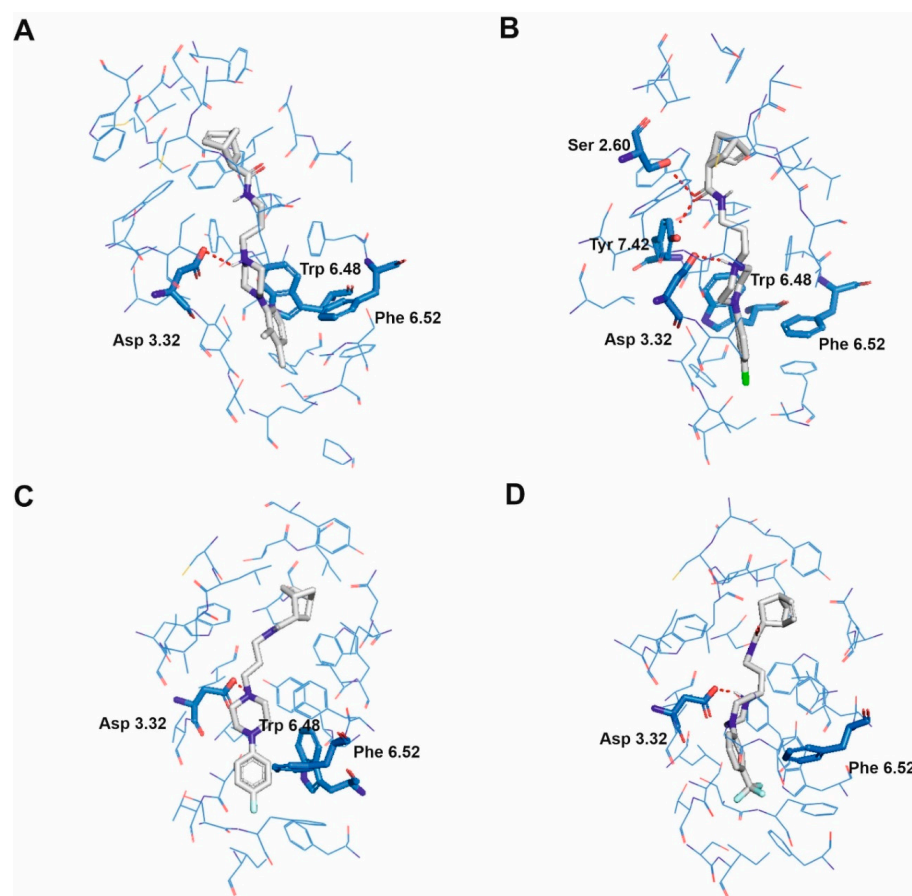 A
B
Ser 2.60
Tyr 7.42
Trp 6.48
Trp 6.48
Phe 6.52
Asp 3.32
Asp 3.32
Phe 6.52
C
D
Asp 3.32
Trp 6.48
Phe 6.52
Asp 3.32
Phe 6.52